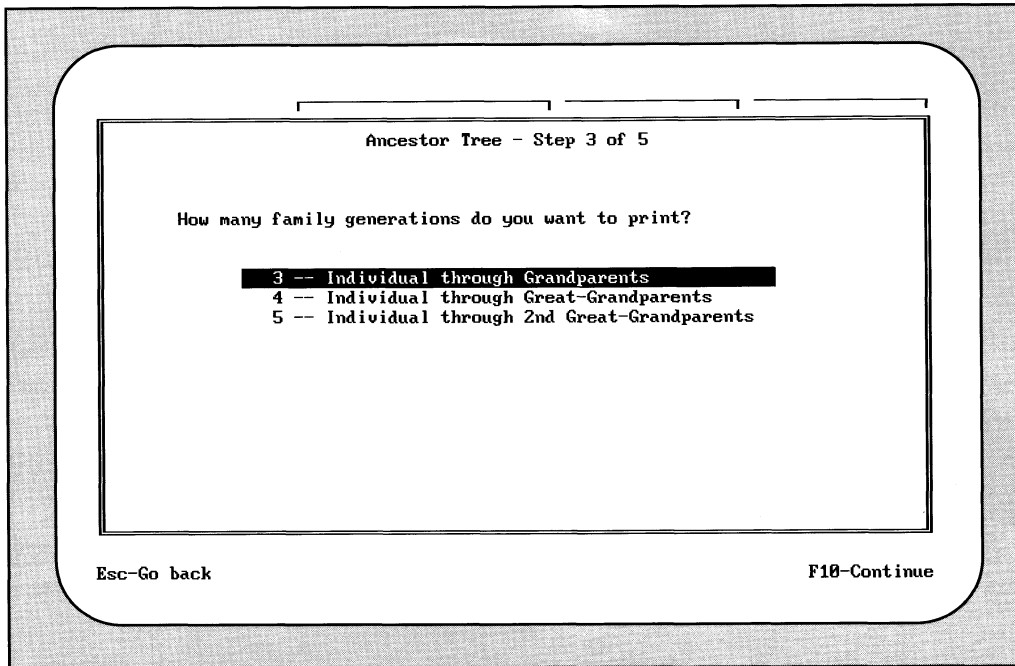 Ancestor Tree - Step 3 of 5
How many family generations do you want to print?
3 -- Individual through Grandparents
4 -- Individual through Great-Grandparents
5 -- Individual through 2nd Great-Grandparents
Esc-Go back
F10-Continue